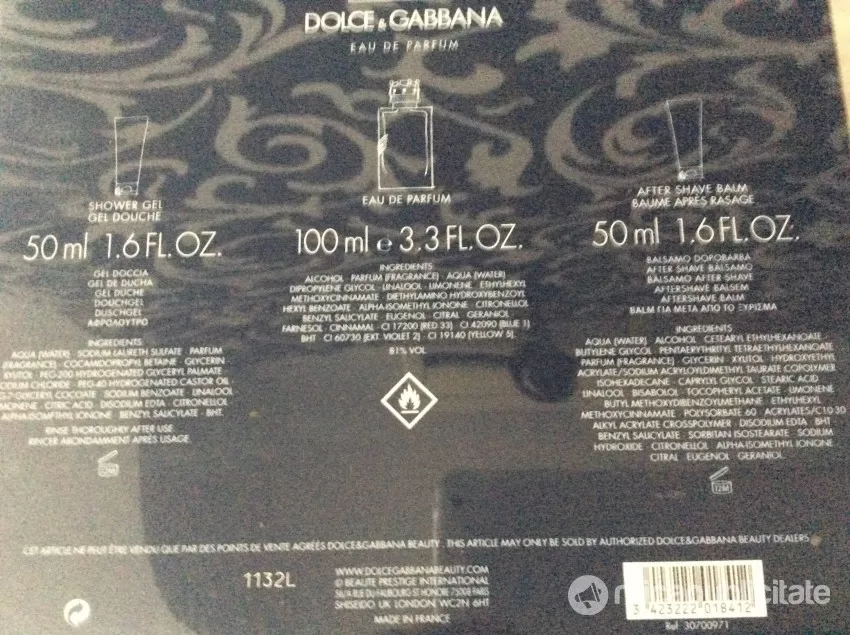 DOLCE & GABBANA
EAU DE PARFUM
SHOWER GEL
GEL DOUCHE
50 ml 1.6 FL.OZ.
GEL DOCCIA
GEL DE DUCHA
GEL DUCHE
DOUCHGEL
DUSCHGEL
ΑΦΡΟΛΟΥΤΡΟ
INGREDIENTS
AQUA (WATER) · SODIUM LAURETH SULFATE · PARFUM
(FRAGRANCE) · COCAMIDOPROPYL BETAINE · GLYCERIN
XYLITOL · PEG-200 HYDROGENATED GLYCERYL PALMATE
SODIUM CHLORIDE · PEG-40 HYDROGENATED CASTOR OIL
G-7 GLYCERYL COCOATE · SODIUM BENZOATE · LINALOOL
MONENE · CITRIC ACID · DISODIUM EDTA · CITRONELLOL
ALPHA-ISOMETHYL IONONE · BENZYL SALICYLATE · BHT.
RINSE THOROUGHLY AFTER USE.
RINCER ABONDAMMENT APRÈS USAGE.
EAU DE PARFUM
100 ml e 3.3 FL.OZ.
INGREDIENTS
ALCOHOL · PARFUM (FRAGRANCE) · AQUA (WATER)
DIPROPYLENE GLYCOL · LINALOOL · LIMONENE · ETHYLHEXYL
METHOXYCINNAMATE · DIETHYLAMINO HYDROXYBENZOYL
HEXYL BENZOATE · ALPHA-ISOMETHYL IONONE · CITRONELLOL
BENZYL SALICYLATE · EUGENOL · CITRAL · GERANIOL
FARNESOL · CINNAMAL · CI 17200 (RED 33) · CI 42090 (BLUE 1)
BHT · CI 60730 (EXT. VIOLET 2) · CI 19140 (YELLOW 5).
81% VOL
AFTER SHAVE BALM
BAUME APRÈS RASAGE
50 ml 1.6 FL.OZ.
BALSAMO DOPOBARBA
AFTER SHAVE BÁLSAMO
BÁLSAMO AFTER SHAVE
AFTERSHAVE BALSEM
AFTERSHAVE BALM
BALM ΓΙΑ ΜΕΤΑ ΑΠΟ ΤΟ ΞΥΡΙΣΜΑ
INGREDIENTS
AQUA (WATER) · ALCOHOL · CETEARYL ETHYLHEXANOATE
BUTYLENE GLYCOL · PENTAERYTHRITYL TETRAETHYLHEXANOATE
PARFUM (FRAGRANCE) · GLYCERIN · XYLITOL · HYDROXYETHYL
ACRYLATE/SODIUM ACRYLOYLDIMETHYL TAURATE COPOLYMER
ISOHEXADECANE · CAPRYLYL GLYCOL · STEARIC ACID
LINALOOL · BISABOLOL · TOCOPHERYL ACETATE · LIMONENE
BUTYL METHOXYDIBENZOYLMETHANE · ETHYLHEXYL
METHOXYCINNAMATE · POLYSORBATE 60 · ACRYLATES/C10-30
ALKYL ACRYLATE CROSSPOLYMER · DISODIUM EDTA · BHT
BENZYL SALICYLATE · SORBITAN ISOSTEARATE · SODIUM
HYDROXIDE · CITRONELLOL · ALPHA-ISOMETHYL IONONE
CITRAL · EUGENOL · GERANIOL.
12M
CET ARTICLE NE PEUT ÊTRE VENDU QUE PAR DES POINTS DE VENTE AGRÉÉS DOLCE&GABBANA BEAUTY . THIS ARTICLE MAY ONLY BE SOLD BY AUTHORIZED DOLCE&GABBANA BEAUTY DEALERS
1132L
WWW.DOLCEGABBANABEAUTY.COM
© BEAUTE PRESTIGE INTERNATIONAL
56/A RUE DU FAUBOURG ST HONORE 75008 PARIS
SHISEIDO UK LONDON WC2N 6HT
MADE IN FRANCE
3 423222 018412
Ref. 30700971